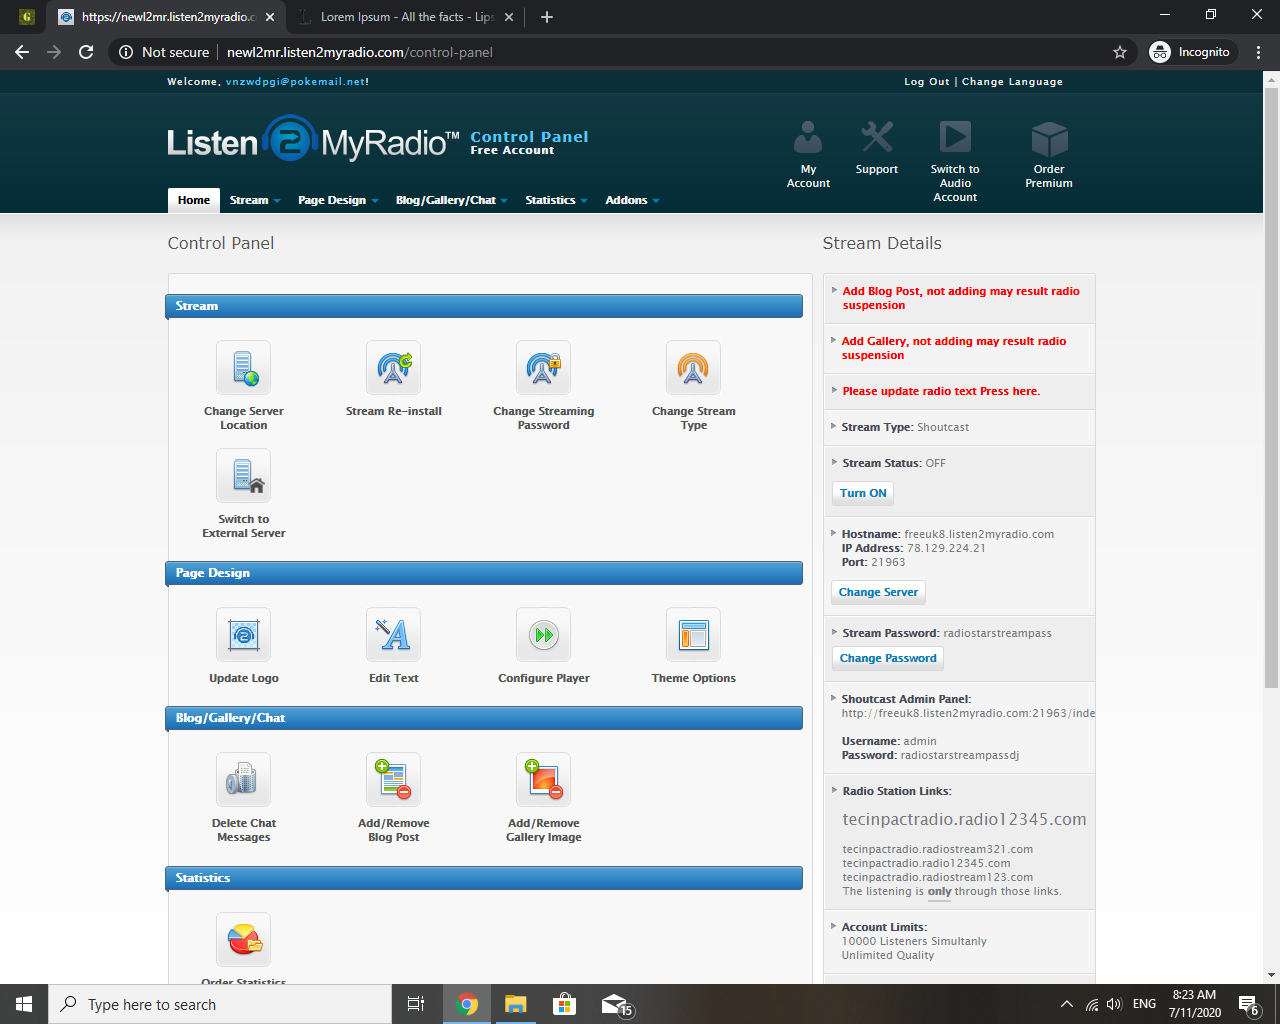 https://newl2mr.listen2myradio.c
Lorem Ipsum - All the facts - Lips
Not secure
newl2mr.listen2myradio.com/control-panel
Incognito
Welcome, vnzwdpgi@pokemail.net!
Log Out | Change Language
Listen 2 MyRadio™
Control Panel
Free Account
My Account
Support
Switch to Audio Account
Order Premium
Home
Stream
Page Design
Blog/Gallery/Chat
Statistics
Addons
Control Panel
Stream
Change Server
Location
Stream Re-install
Change Streaming
Password
Change Stream
Type
Switch to
External Server
Page Design
Update Logo
Edit Text
Configure Player
Theme Options
Blog/Gallery/Chat
Delete Chat
Messages
Add/Remove
Blog Post
Add/Remove
Gallery Image
Statistics
Order Statistics
Stream Details
Add Blog Post, not adding may result radio
suspension
Add Gallery, not adding may result radio
suspension
Please update radio text Press here.
Stream Type: Shoutcast
Stream Status: OFF
Turn ON
Hostname: freeuk8.listen2myradio.com
IP Address: 78.129.224.21
Port: 21963
Change Server
Stream Password: radiostarstreampass
Change Password
Shoutcast Admin Panel:
http://freeuk8.listen2myradio.com:21963/inde
Username: admin
Password: radiostarstreampassdj
Radio Station Links:
tecinpactradio.radio12345.com
tecinpactradio.radiostream321.com
tecinpactradio.radio12345.com
tecinpactradio.radiostream123.com
The listening is only through those links.
Account Limits:
10000 Listeners Simultanly
Unlimited Quality
Type here to search
15
ENG
8:23 AM
7/11/2020
6